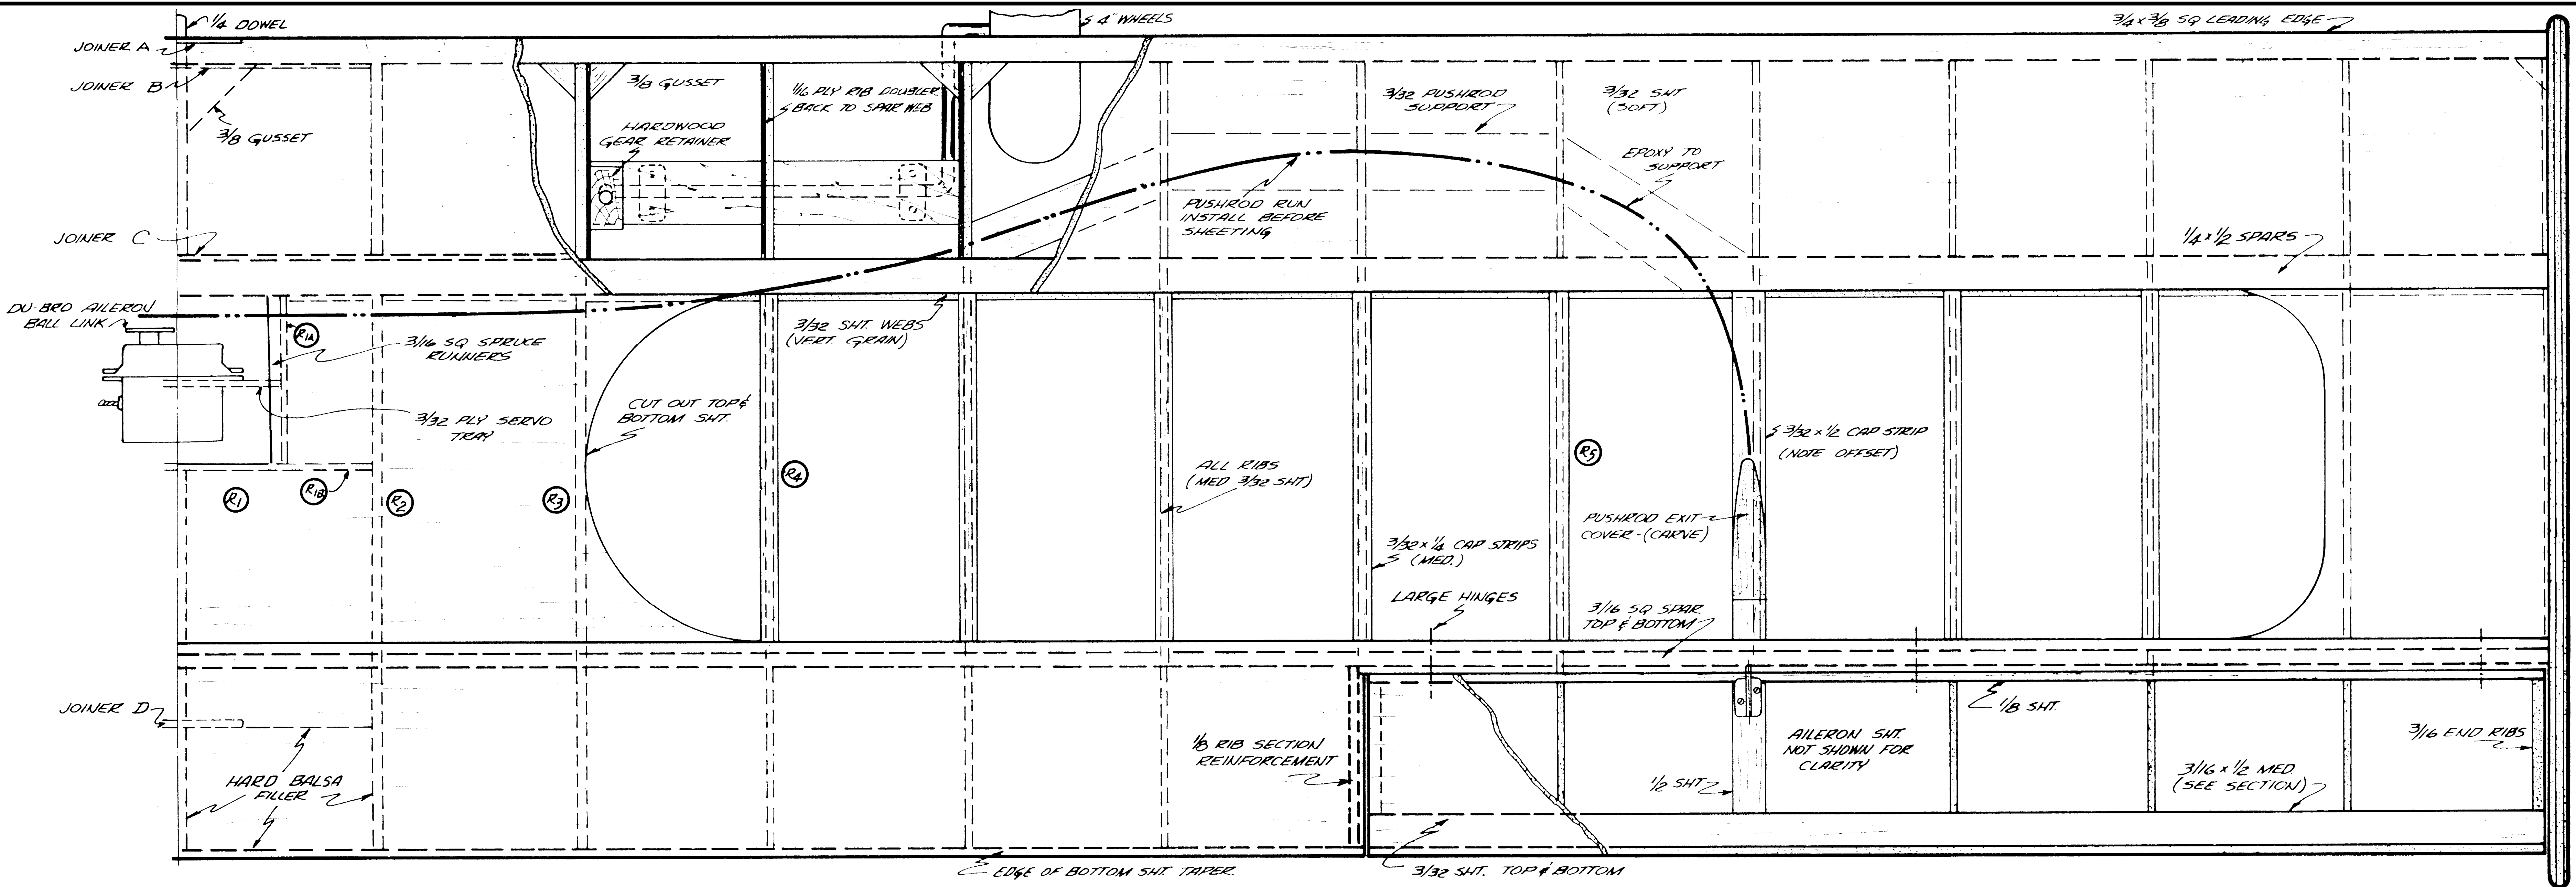 1/4 DOWEL
4" WHEELS
3/4 x 3/8 SQ LEADING EDGE
JOINER A
JOINER B
3/8 GUSSET
3/8 GUSSET
1/16 PLY RIB DOUBLER
BACK TO SPAR WEB
HARDWOOD
GEAR RETAINER
3/32 PUSHROD
SUPPORT
3/32 SHT
(SOFT)
EPOXY TO
SUPPORT
PUSHROD RUN
INSTALL BEFORE
SHEETING
JOINER C
1/4 x 1/2 SPARS
DU-BRO AILERON
BALL LINK
R1A
3/16 SQ SPRUCE
RUNNERS
3/32 SHT. WEBS
(VERT. GRAIN)
CUT OUT TOP &
BOTTOM SHT.
3/32 PLY SERVO
TRAY
3/32 x 1/2 CAP STRIP
(NOTE OFFSET)
R1
R1B
R2
R3
R4
R5
ALL RIBS
(MED 3/32 SHT)
PUSHROD EXIT
COVER-(CARVE)
3/32 x 1/4 CAP STRIPS
(MED.)
LARGE HINGES
3/16 SQ SPAR
TOP & BOTTOM
JOINER D
HARD BALSA
FILLER
1/8 RIB SECTION
REINFORCEMENT
1/8 SHT.
AILERON SHT.
NOT SHOWN FOR
CLARITY
1/2 SHT
3/16 END RIBS
3/16 x 1/2 MED.
(SEE SECTION)
EDGE OF BOTTOM SHT. TAPER
3/32 SHT. TOP & BOTTOM